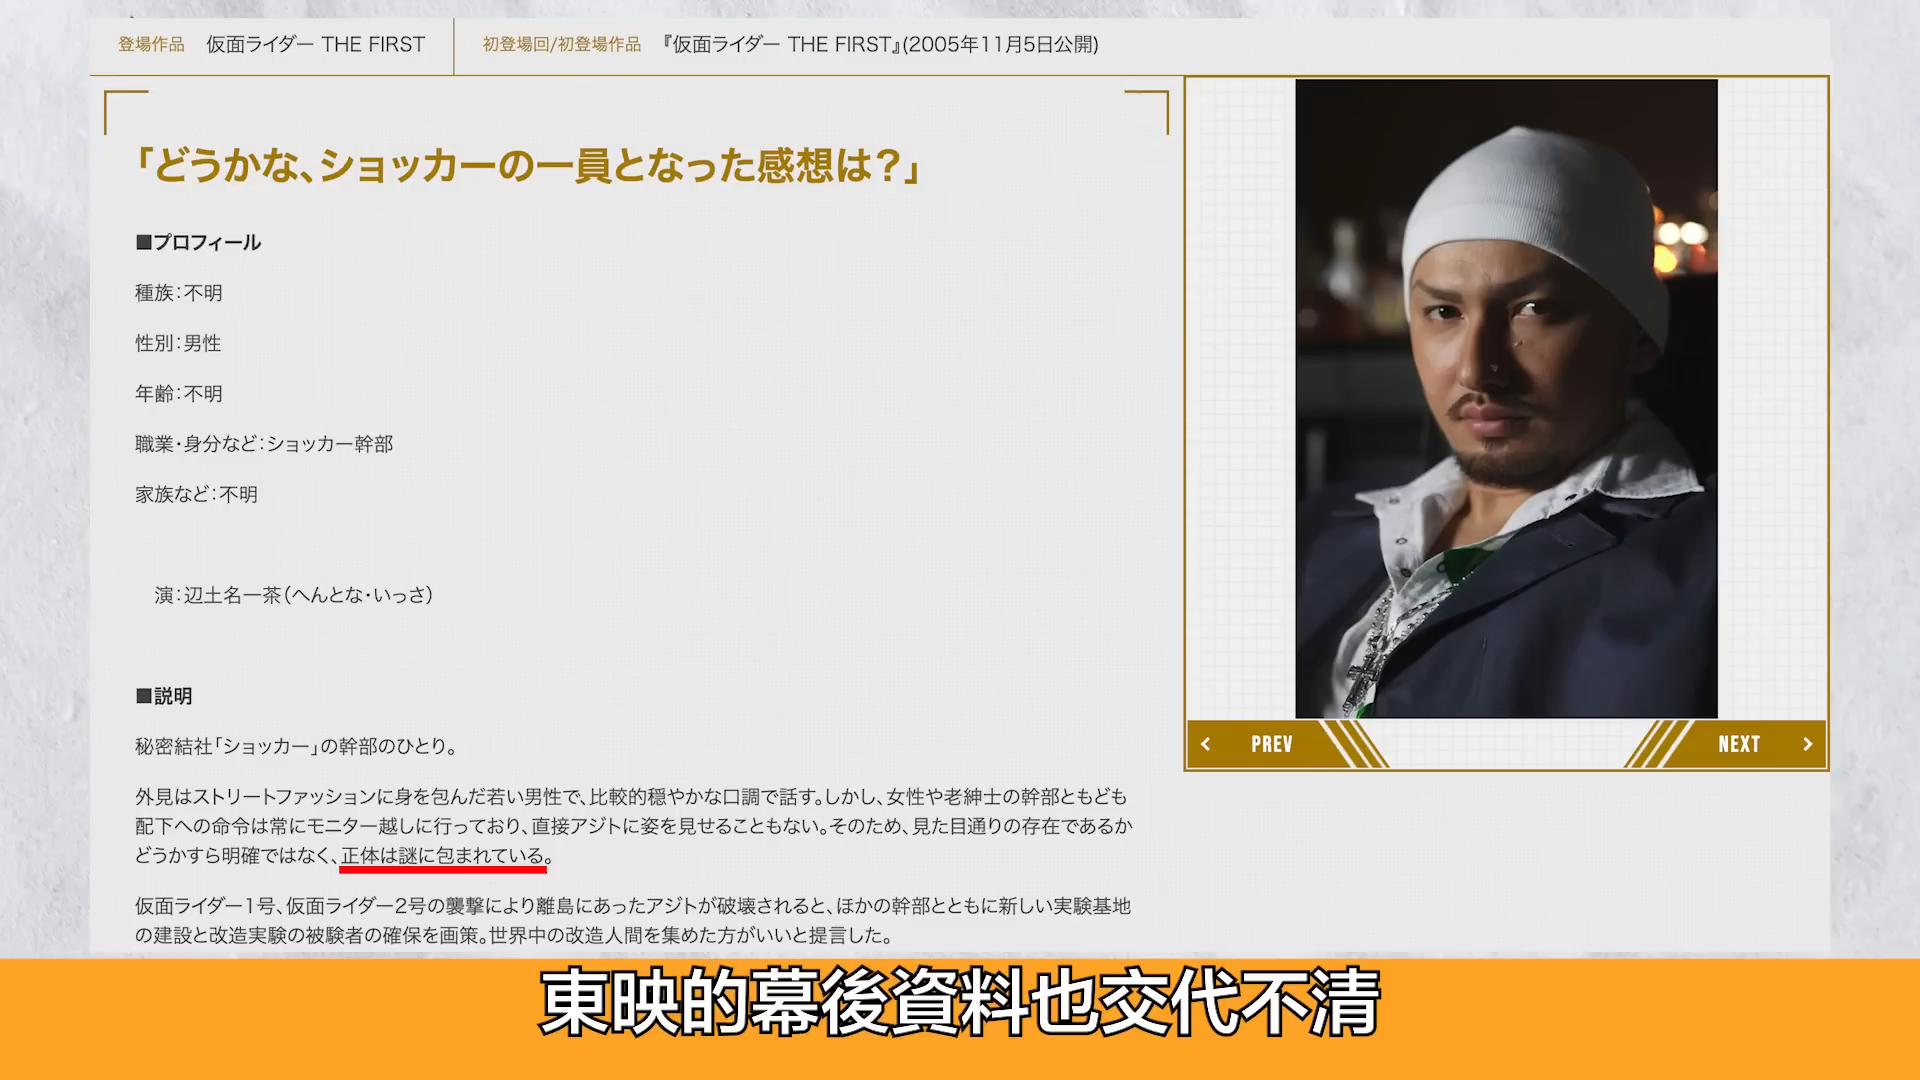 登場作品 仮面ライダー THE FIRST 初登場回/初登場作品 『仮面ライダー THE FIRST』(2005年11月5日公開)
「どうかな、ショッカーの一員となった感想は？」
■プロフィール
種族：不明
性別：男性
年齢：不明
職業・身分など：ショッカー幹部
家族など：不明
演：辺土名一茶（へんとな・いっさ）
■説明
秘密結社「ショッカー」の幹部のひとり。
外見はストリートファッションに身を包んだ若い男性で、比較的穏やかな口調で話す。しかし、女性や老紳士の幹部ともども
配下への命令は常にモニター越しに行っており、直接アジトに姿を見せることもない。そのため、見た目通りの存在であるか
どうかすら明確ではなく、正体は謎に包まれている。
仮面ライダー1号、仮面ライダー2号の襲撃により離島にあったアジトが破壊されると、ほかの幹部とともに新しい実験基地
の建設と改造実験の被験者の確保を画策。世界中の改造人間を集めた方がいいと提言した。
PREV
NEXT
東映的幕後資料也交代不清